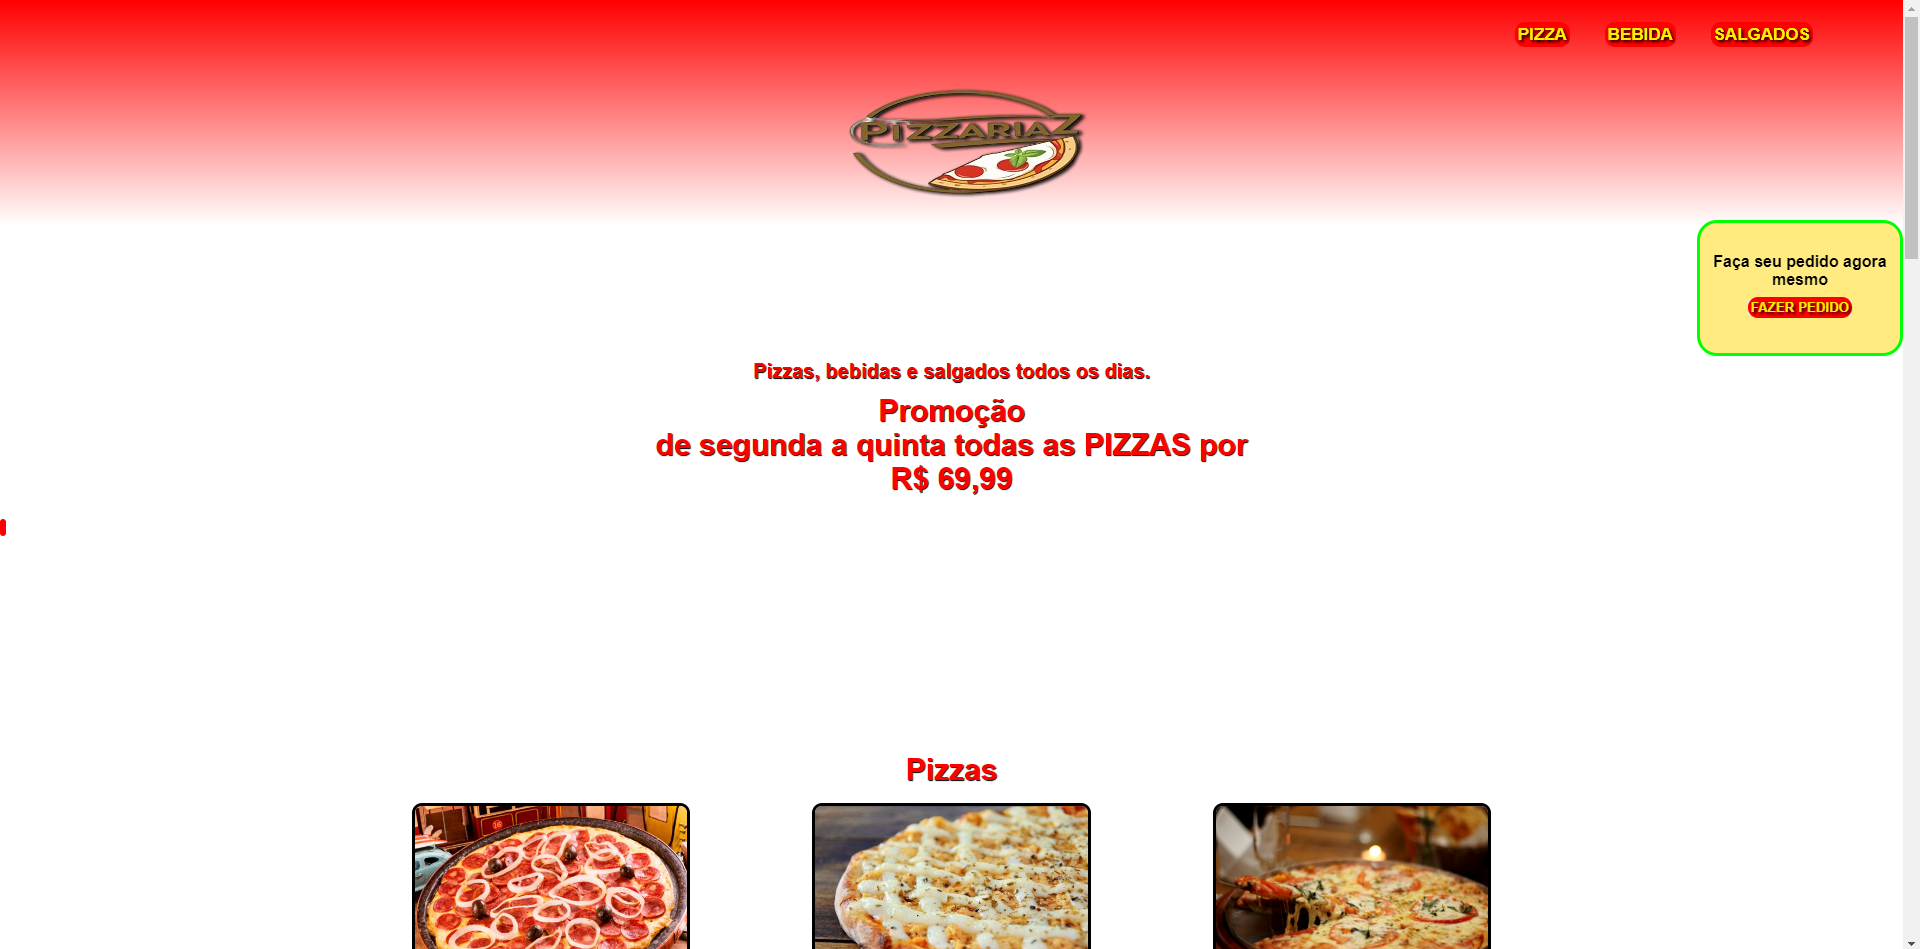 PIZZA BEBIDA SALGADOS
PIZZARIAZ
Faça seu pedido agora
mesmo
FAZER PEDIDO
Pizzas, bebidas e salgados todos os dias.
Promoção
de segunda a quinta todas as PIZZAS por
R$ 69,99
Pizzas